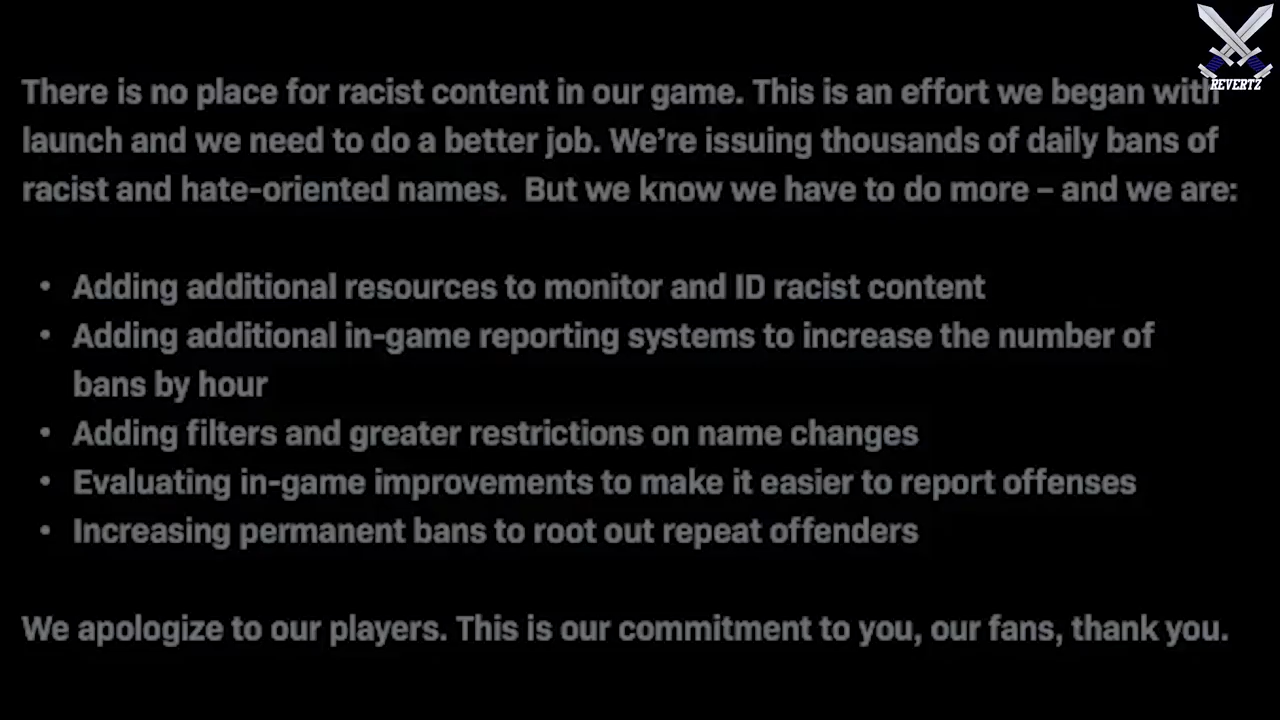 REVERTZ
There is no place for racist content in our game. This is an effort we began with
launch and we need to do a better job. We’re issuing thousands of daily bans of
racist and hate-oriented names.  But we know we have to do more – and we are:
• Adding additional resources to monitor and ID racist content
• Adding additional in-game reporting systems to increase the number of
bans by hour
• Adding filters and greater restrictions on name changes
• Evaluating in-game improvements to make it easier to report offenses
• Increasing permanent bans to root out repeat offenders
We apologize to our players. This is our commitment to you, our fans, thank you.